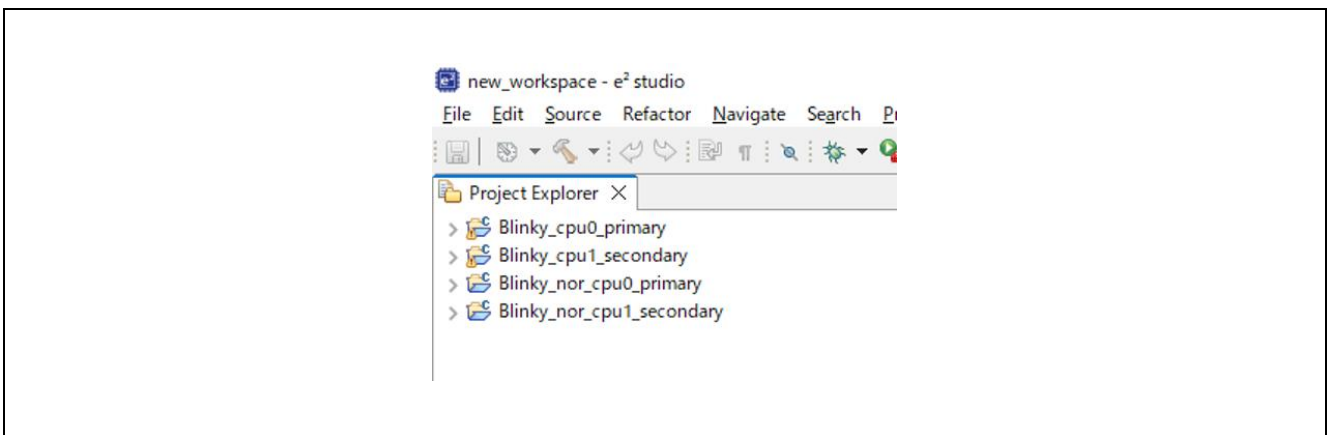 new_workspace - e² studio
File Edit Source Refactor Navigate Search
Project Explorer
Blinky_cpu0_primary
Blinky_cpu1_secondary
Blinky_nor_cpu0_primary
Blinky_nor_cpu1_secondary